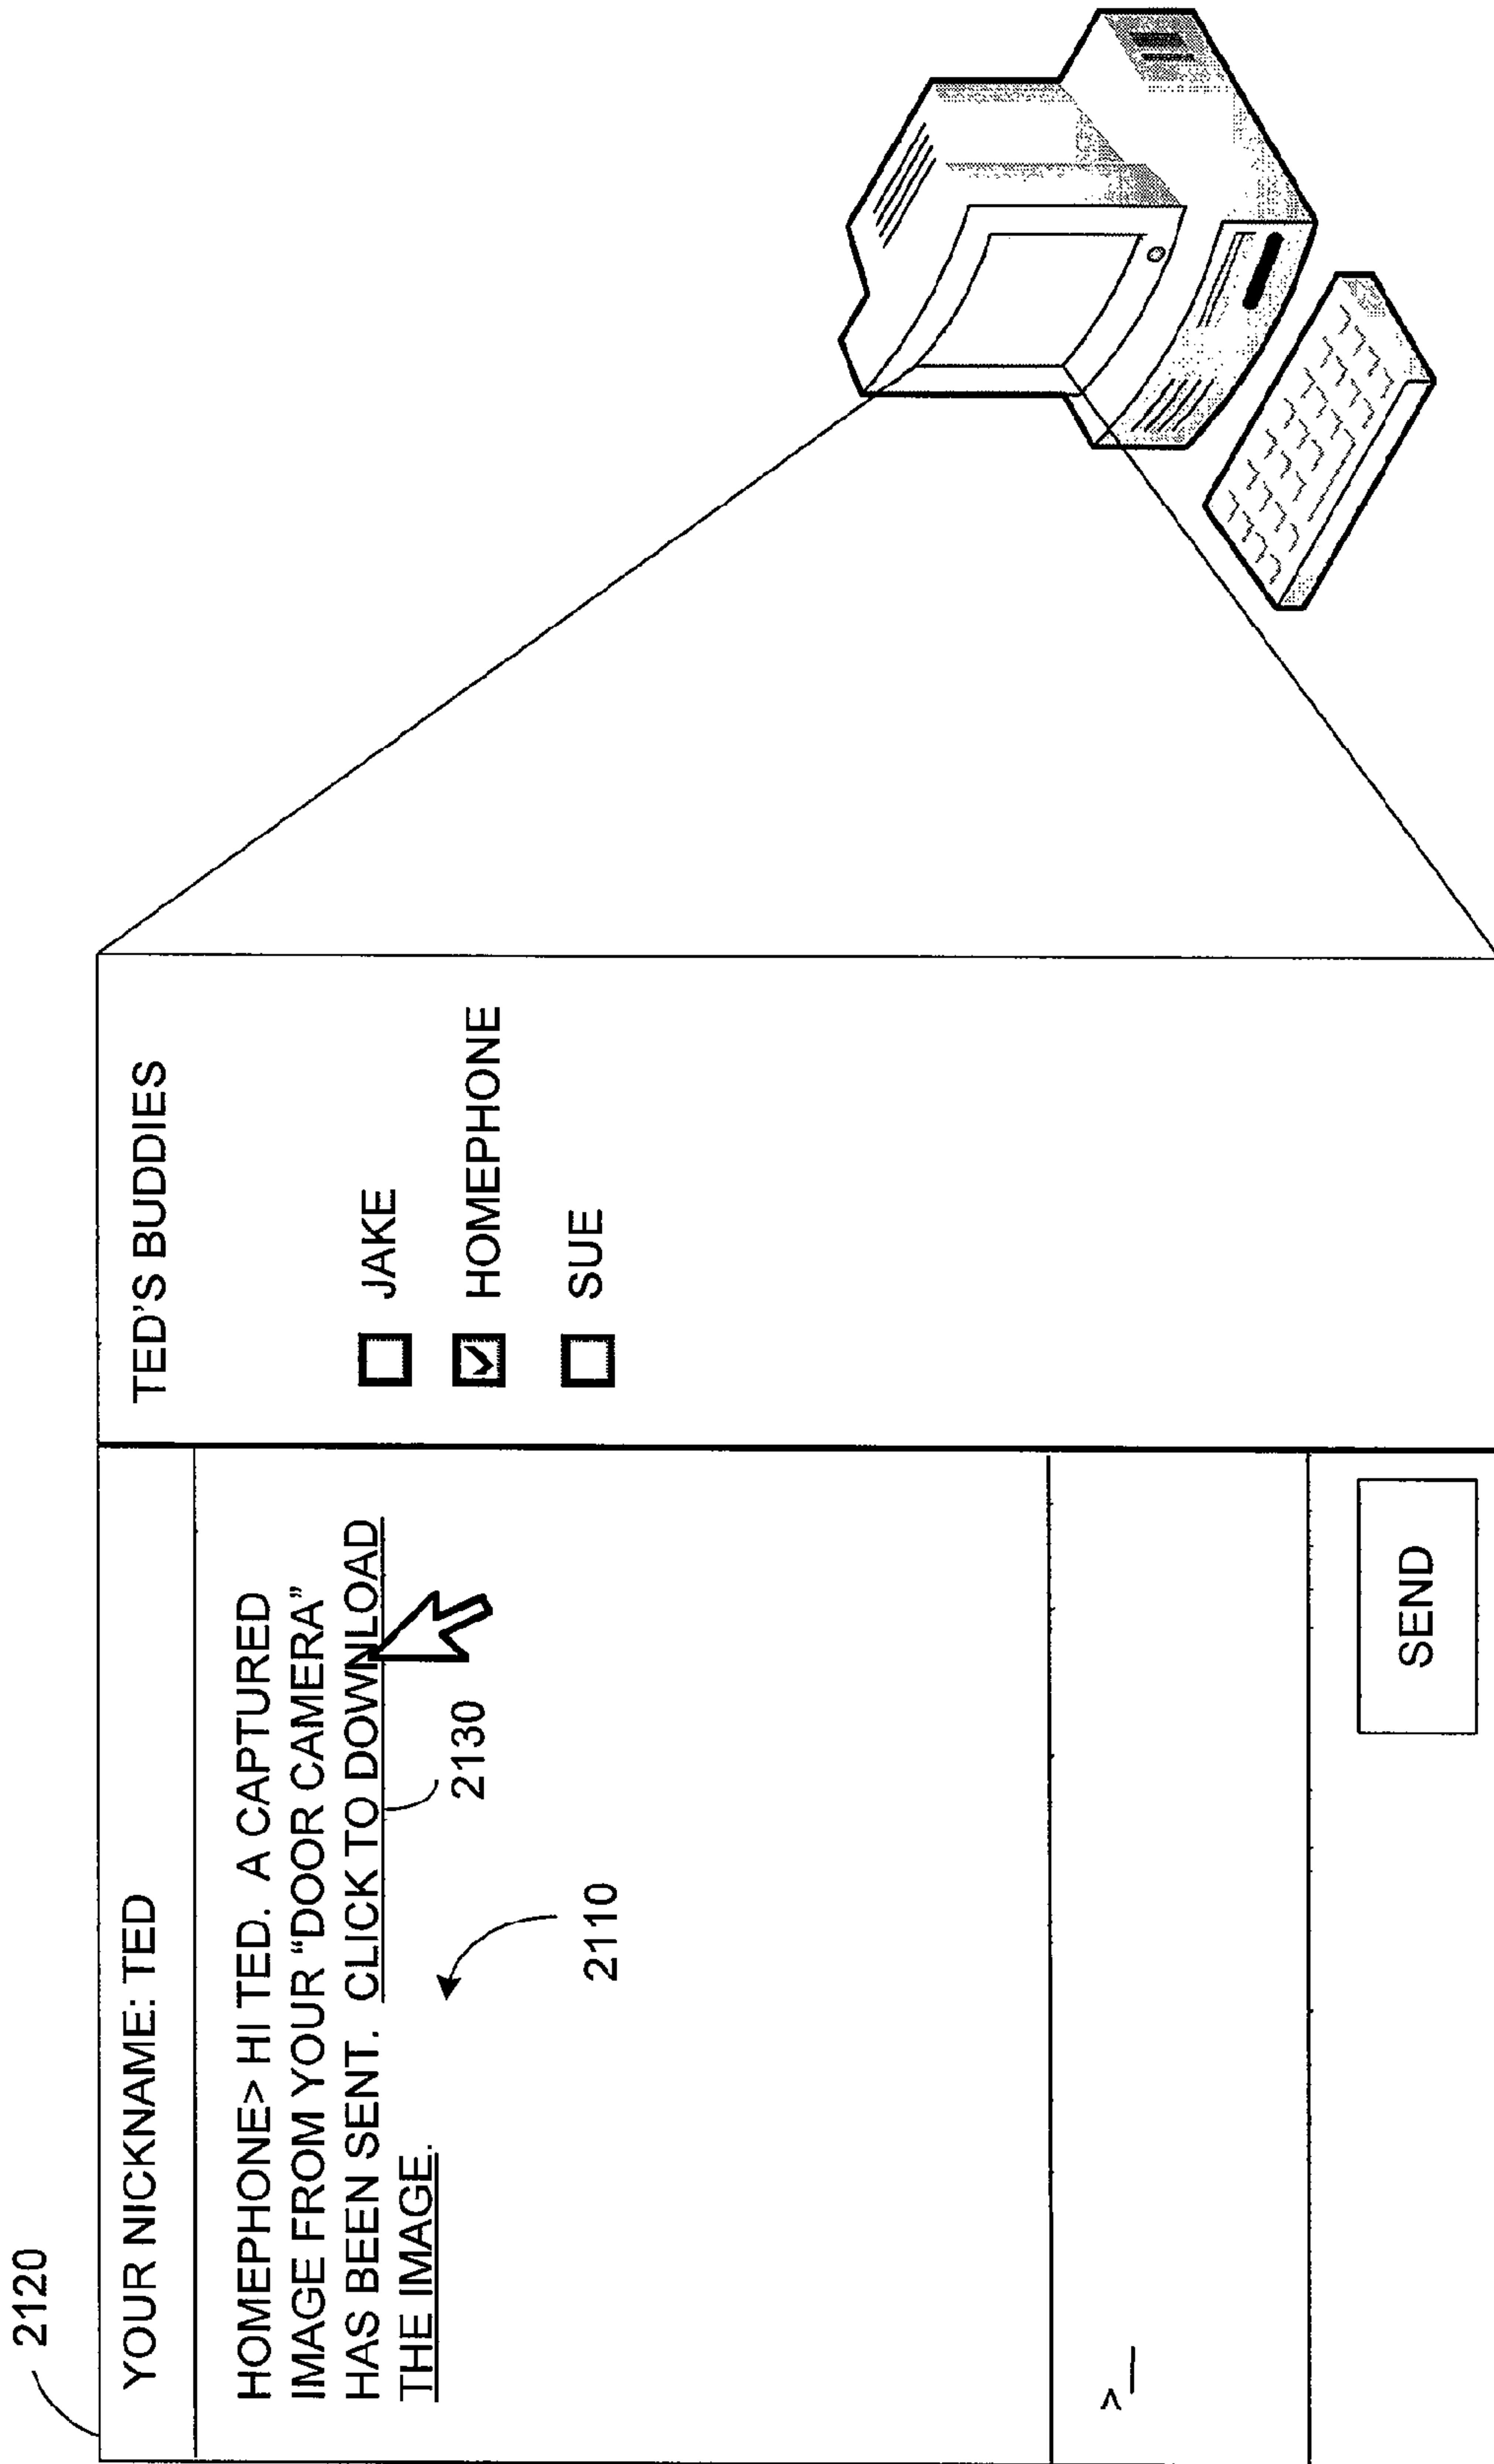 2120
YOUR NICKNAME: TED
HOMEPHONE> HI TED. A CAPTURED
IMAGE FROM YOUR “DOOR CAMERA”
HAS BEEN SENT. CLICK TO DOWNLOAD
THE IMAGE.
2130
2110
>_
SEND
TED'S BUDDIES
JAKE
HOMEPHONE
SUE